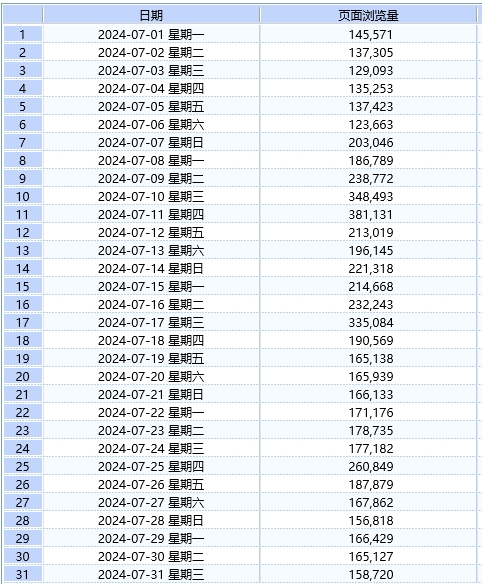 日期 页面浏览量
1 2024-07-01 星期一 145,571
2 2024-07-02 星期二 137,305
3 2024-07-03 星期三 129,093
4 2024-07-04 星期四 135,253
5 2024-07-05 星期五 137,423
6 2024-07-06 星期六 123,663
7 2024-07-07 星期日 203,046
8 2024-07-08 星期一 186,789
9 2024-07-09 星期二 238,772
10 2024-07-10 星期三 348,493
11 2024-07-11 星期四 381,131
12 2024-07-12 星期五 213,019
13 2024-07-13 星期六 196,145
14 2024-07-14 星期日 221,318
15 2024-07-15 星期一 214,668
16 2024-07-16 星期二 232,243
17 2024-07-17 星期三 335,084
18 2024-07-18 星期四 190,569
19 2024-07-19 星期五 165,138
20 2024-07-20 星期六 165,939
21 2024-07-21 星期日 166,133
22 2024-07-22 星期一 171,176
23 2024-07-23 星期二 178,735
24 2024-07-24 星期三 177,182
25 2024-07-25 星期四 260,849
26 2024-07-26 星期五 187,879
27 2024-07-27 星期六 167,862
28 2024-07-28 星期日 156,818
29 2024-07-29 星期一 166,429
30 2024-07-30 星期二 165,127
31 2024-07-31 星期三 158,720